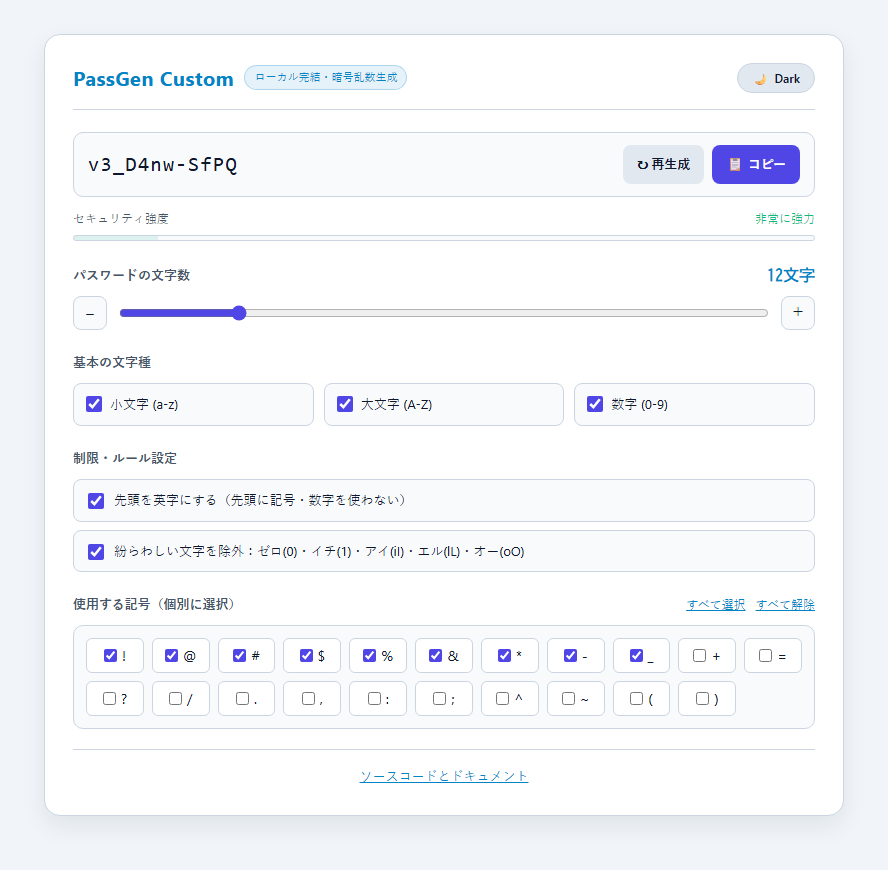 PassGen Custom ローカル完結・暗号乱数生成 🌙 Dark
v3_D4nw-SfPQ ↻ 再生成 📋 コピー
セキュリティ強度 非常に強力
パスワードの文字数 12文字
− +
基本の文字種
小文字 (a-z) 大文字 (A-Z) 数字 (0-9)
制限・ルール設定
先頭を英字にする（先頭に記号・数字を使わない）
紛らわしい文字を除外：ゼロ(0)・イチ(1)・アイ(iI)・エル(lL)・オー(oO)
使用する記号（個別に選択） すべて選択 すべて解除
! @ # $ % & * - _ + =
? / . , : ; ^ ~ ( )
ソースコードとドキュメント